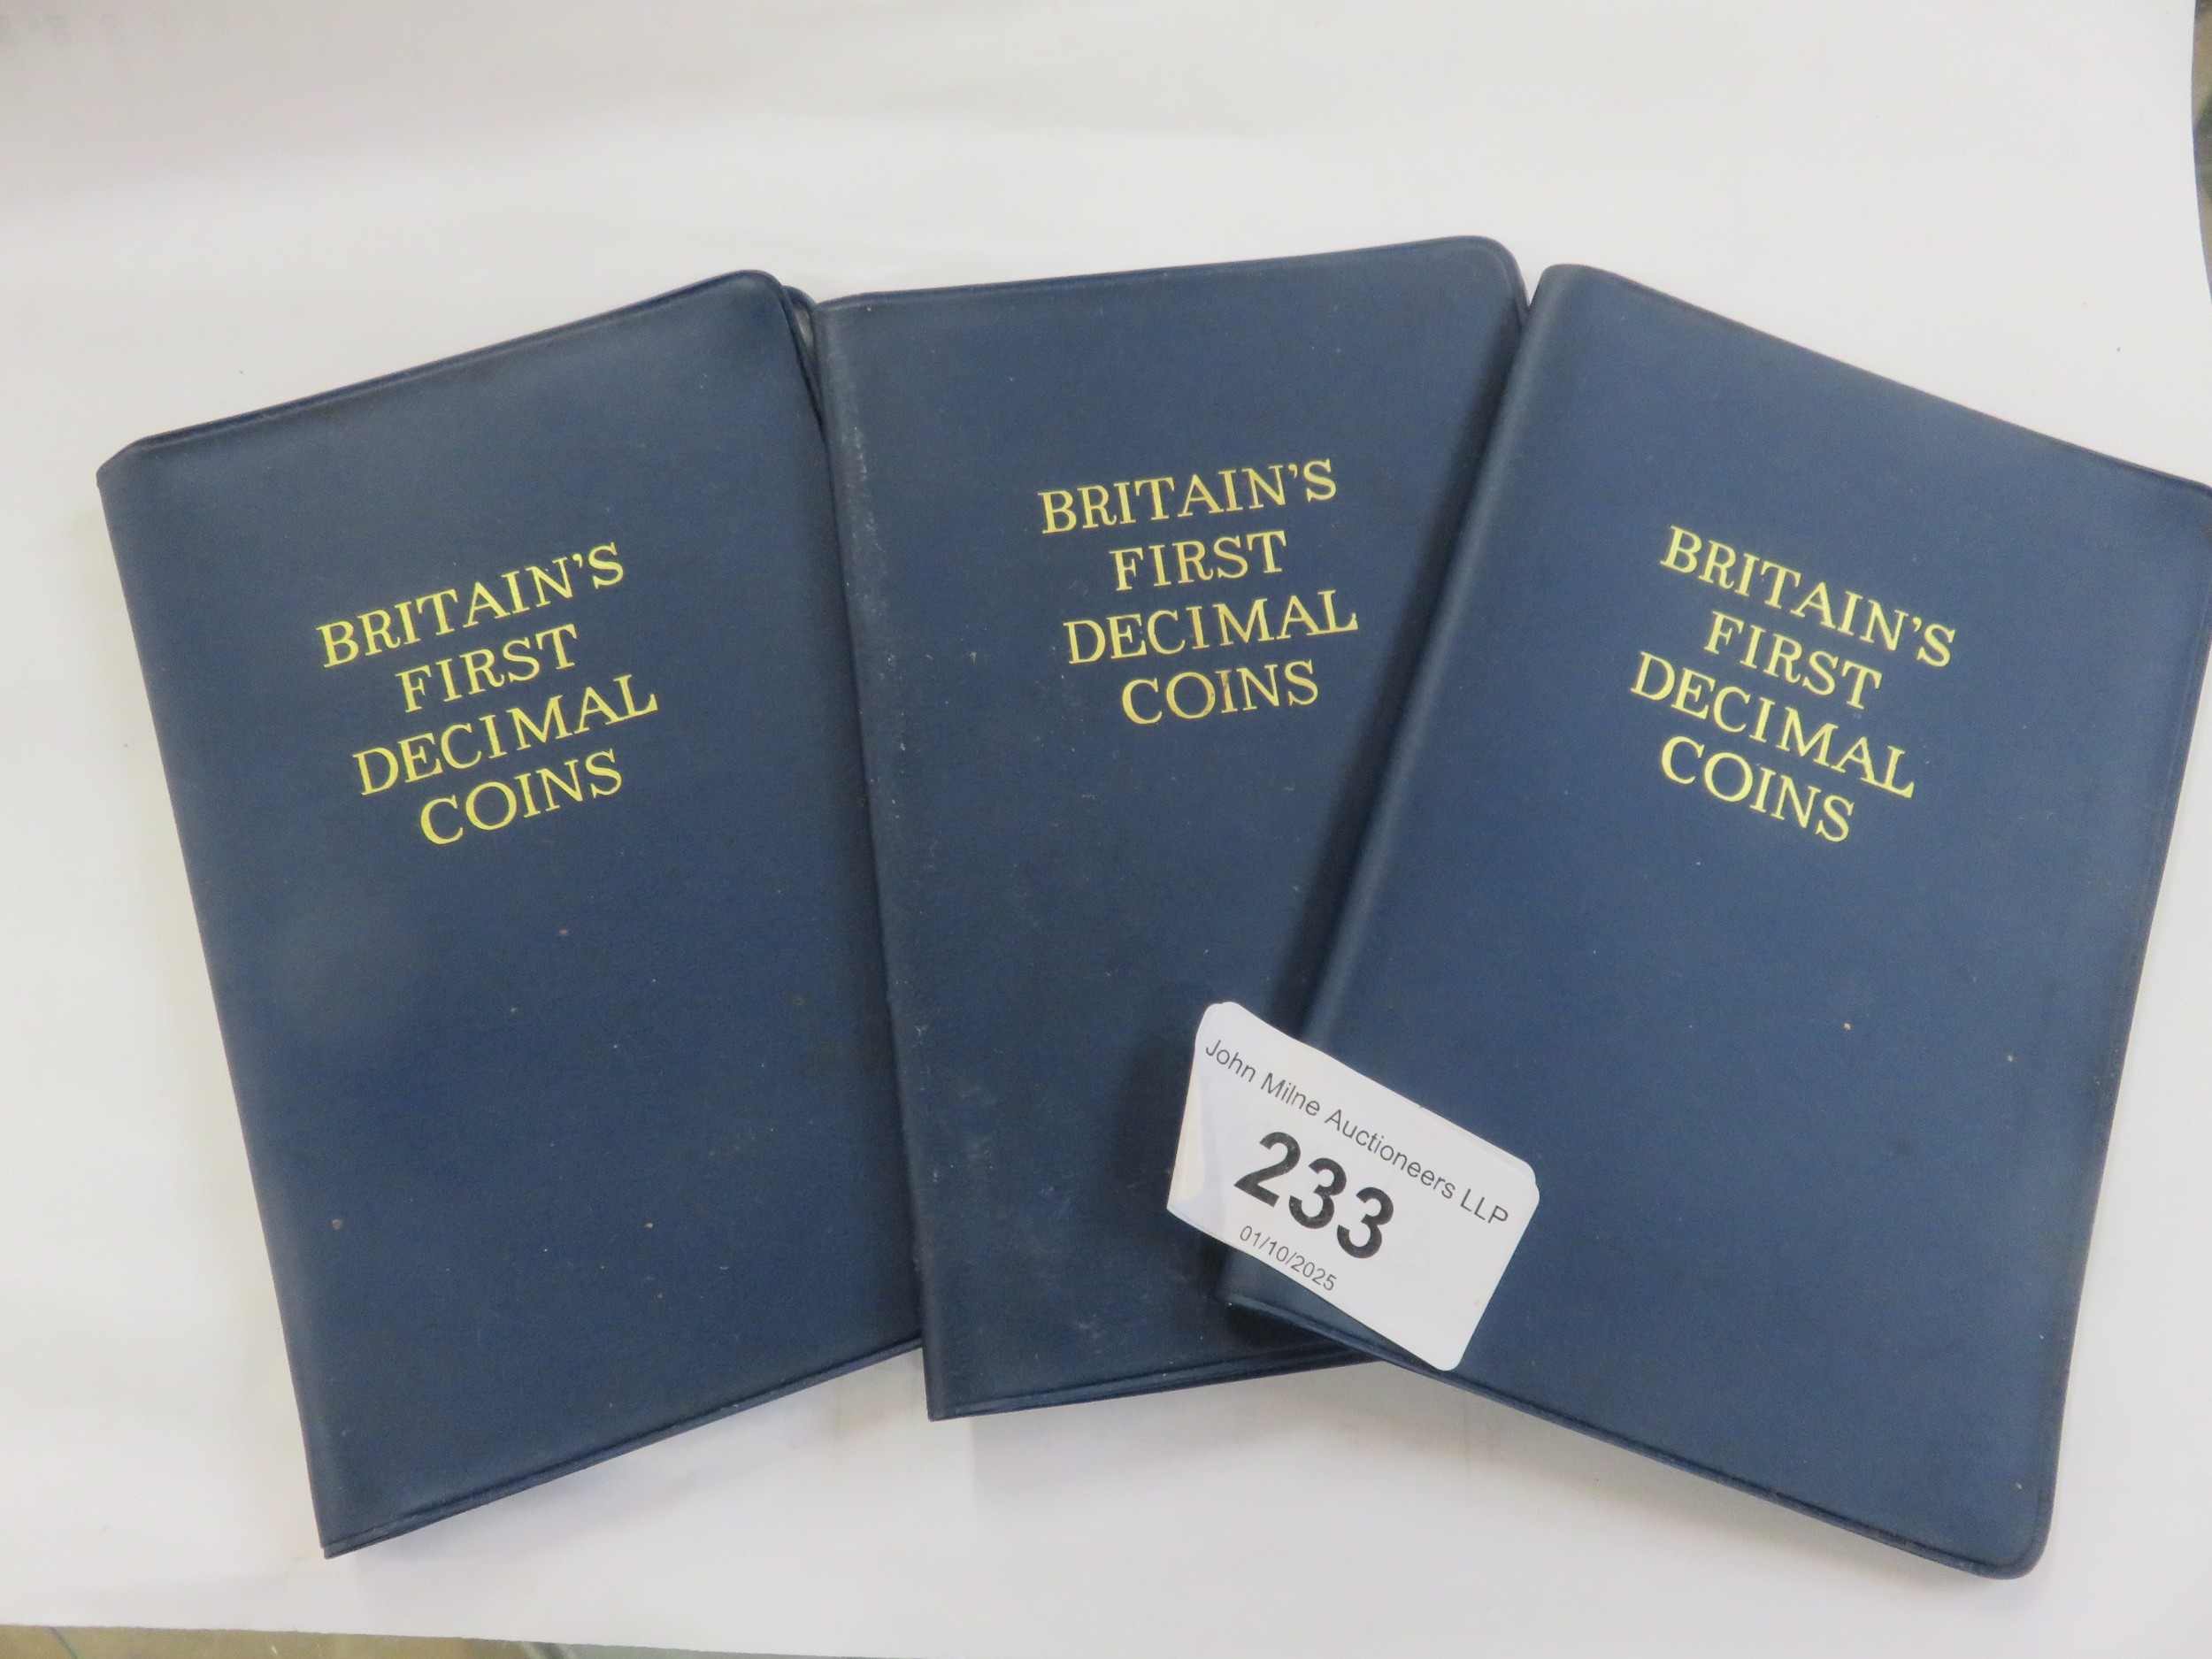 BRITAIN'S
FIRST
DECIMAL
COINS
BRITAIN'S
FIRST
DECIMAL
COINS
BRITAIN'S
FIRST
DECIMAL
COINS
John Milne Auctioneers LLP
233
01/10/2025